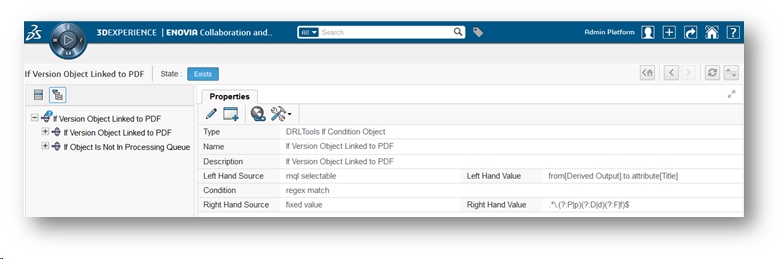 3DEXPERIENCE | ENOVIA Collaboration and.. All Search Admin Platform
If Version Object Linked to PDF State : Exists
If Version Object Linked to PDF
If Version Object Linked to PDF
If Object Is Not In Processing Queue
Properties
Type DRLTools If Condition Object
Name If Version Object Linked to PDF
Description If Version Object Linked to PDF
Left Hand Source mql selectable Left Hand Value from[Derived Output].to.attribute[Title]
Condition regex match
Right Hand Source fixed value Right Hand Value .*\.(?:P|p)(?:D|d)(?:F|f)$